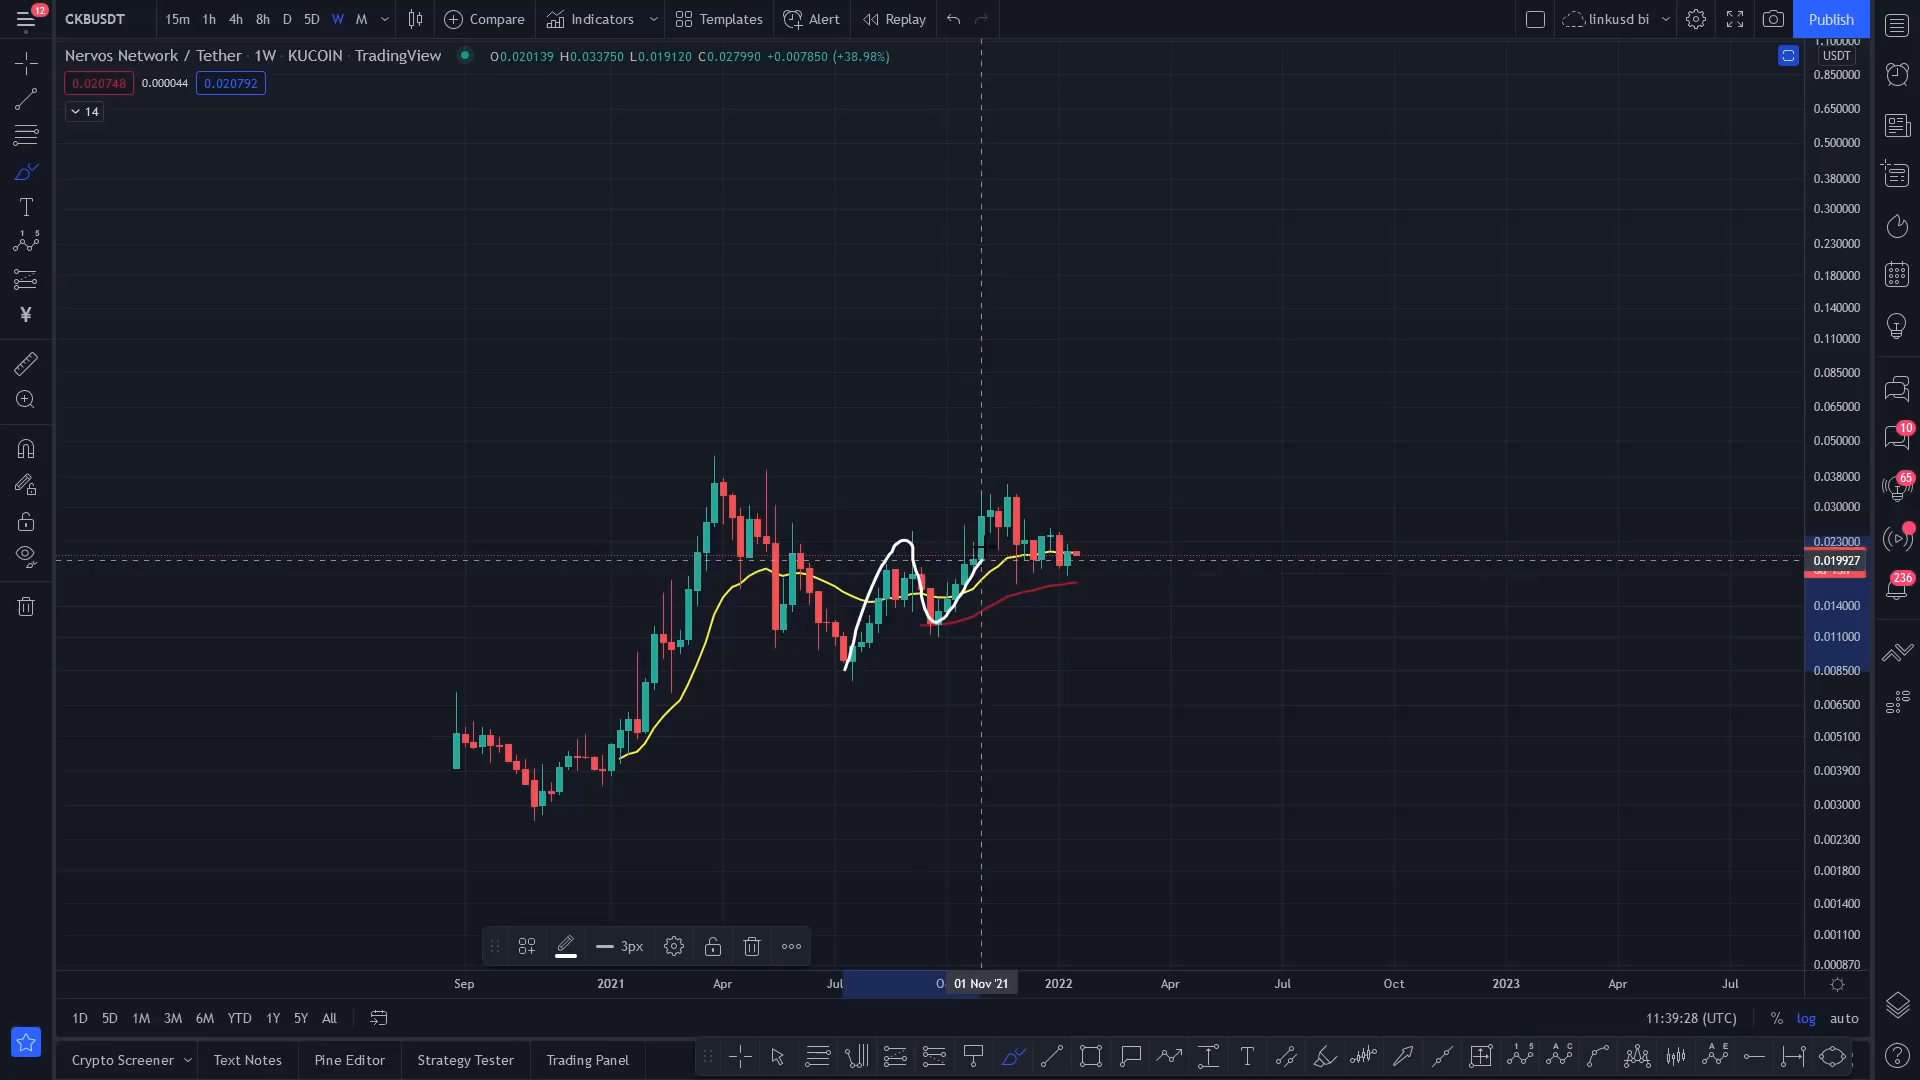 12
CKBUSDT
15m 1h 4h 8h D 5D W M
Compare
Indicators
Templates
Alert
Replay
linkusd bi
Publish
Nervos Network / Tether · 1W · KUCOIN · TradingView
O0.020139 H0.033750 L0.019120 C0.027990 +0.007850 (+38.98%)
0.020748 0.000044 0.020792
14
USDT
1.100000
0.850000
0.650000
0.500000
0.380000
0.300000
0.230000
0.180000
0.140000
0.110000
0.085000
0.065000
0.050000
0.038000
0.030000
0.023000
0.019927
0.014000
0.011000
0.008500
0.006500
0.005100
0.003900
0.003000
0.002300
0.001800
0.001400
0.001100
0.000870
10
65
236
3px
Sep 2021 Apr Jul 01 Nov '21 2022 Apr Jul Oct 2023 Apr Jul
1D 5D 1M 3M 6M YTD 1Y 5Y All
11:39:28 (UTC) % log auto
Crypto Screener Text Notes Pine Editor Strategy Tester Trading Panel